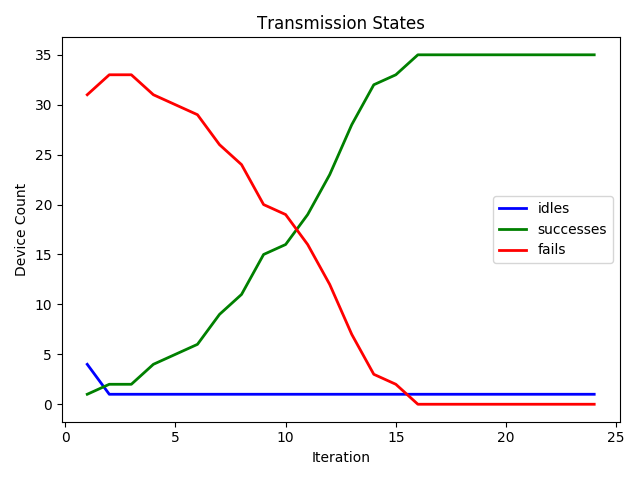 Transmission States
Device Count
35
30
25
20
15
10
5
0
idles
successes
fails
0 5 10 15 20 25
Iteration